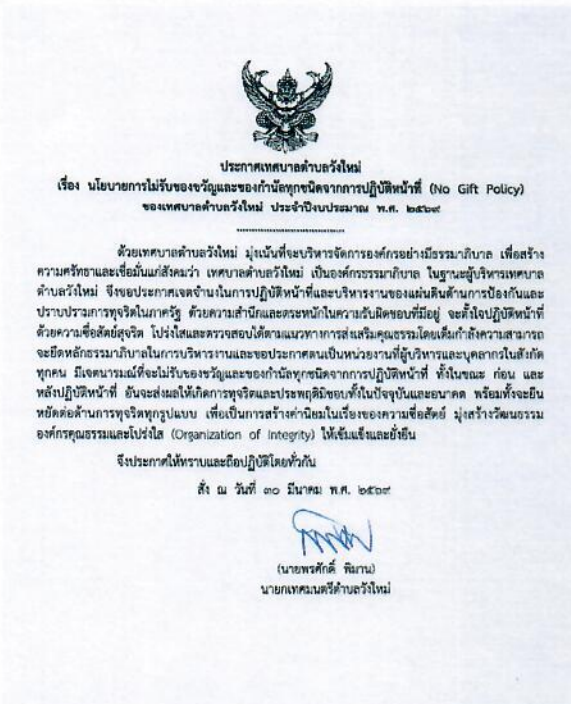 ประกาศเทศบาลตำบลวังใหม่
เรื่อง นโยบายการไม่รับของขวัญและของกำนัลทุกชนิดจากการปฏิบัติหน้าที่ (No Gift Policy)
ของเทศบาลตำบลวังใหม่ ประจำปีงบประมาณ พ.ศ. ๒๕๖๙
ด้วยเทศบาลตำบลวังใหม่ มุ่งเน้นที่จะบริหารจัดการองค์กรอย่างมีธรรมาภิบาล เพื่อสร้าง
ความศรัทธาและเชื่อมั่นแก่สังคมว่า เทศบาลตำบลวังใหม่ เป็นองค์กรธรรมาภิบาล ในฐานะผู้บริหารเทศบาล
ตำบลวังใหม่ จึงขอประกาศเจตจำนงในการปฏิบัติหน้าที่และบริหารงานของแผ่นดินด้านการป้องกันและ
ปราบปรามการทุจริตในภาครัฐ ด้วยความสำนึกและตระหนักในความรับผิดชอบที่มีอยู่ จะตั้งใจปฏิบัติหน้าที่
ด้วยความซื่อสัตย์สุจริต โปร่งใสและตรวจสอบได้ตามแนวทางการส่งเสริมคุณธรรมโดยเต็มกำลังความสามารถ
จะยึดหลักธรรมาภิบาลในการบริหารงานและขอประกาศตนเป็นหน่วยงานที่ผู้บริหารและบุคลากรในสังกัด
ทุกคน มีเจตนารมณ์ที่จะไม่รับของขวัญและของกำนัลทุกชนิดจากการปฏิบัติหน้าที่ ทั้งในขณะ ก่อน และ
หลังปฏิบัติหน้าที่ อันจะส่งผลให้เกิดการทุจริตและประพฤติมิชอบทั้งในปัจจุบันและอนาคต พร้อมทั้งจะยืน
หยัดต่อต้านการทุจริตทุกรูปแบบ เพื่อเป็นการสร้างค่านิยมในเรื่องของความซื่อสัตย์ มุ่งสร้างวัฒนธรรม
องค์กรคุณธรรมและโปร่งใส (Organization of Integrity) ให้เข้มแข็งและยั่งยืน
จึงประกาศให้ทราบและถือปฏิบัติโดยทั่วกัน
สั่ง ณ วันที่ ๓๐ มีนาคม พ.ศ. ๒๕๖๙
(นายพรศักดิ์ พิมาน)
นายกเทศมนตรีตำบลวังใหม่